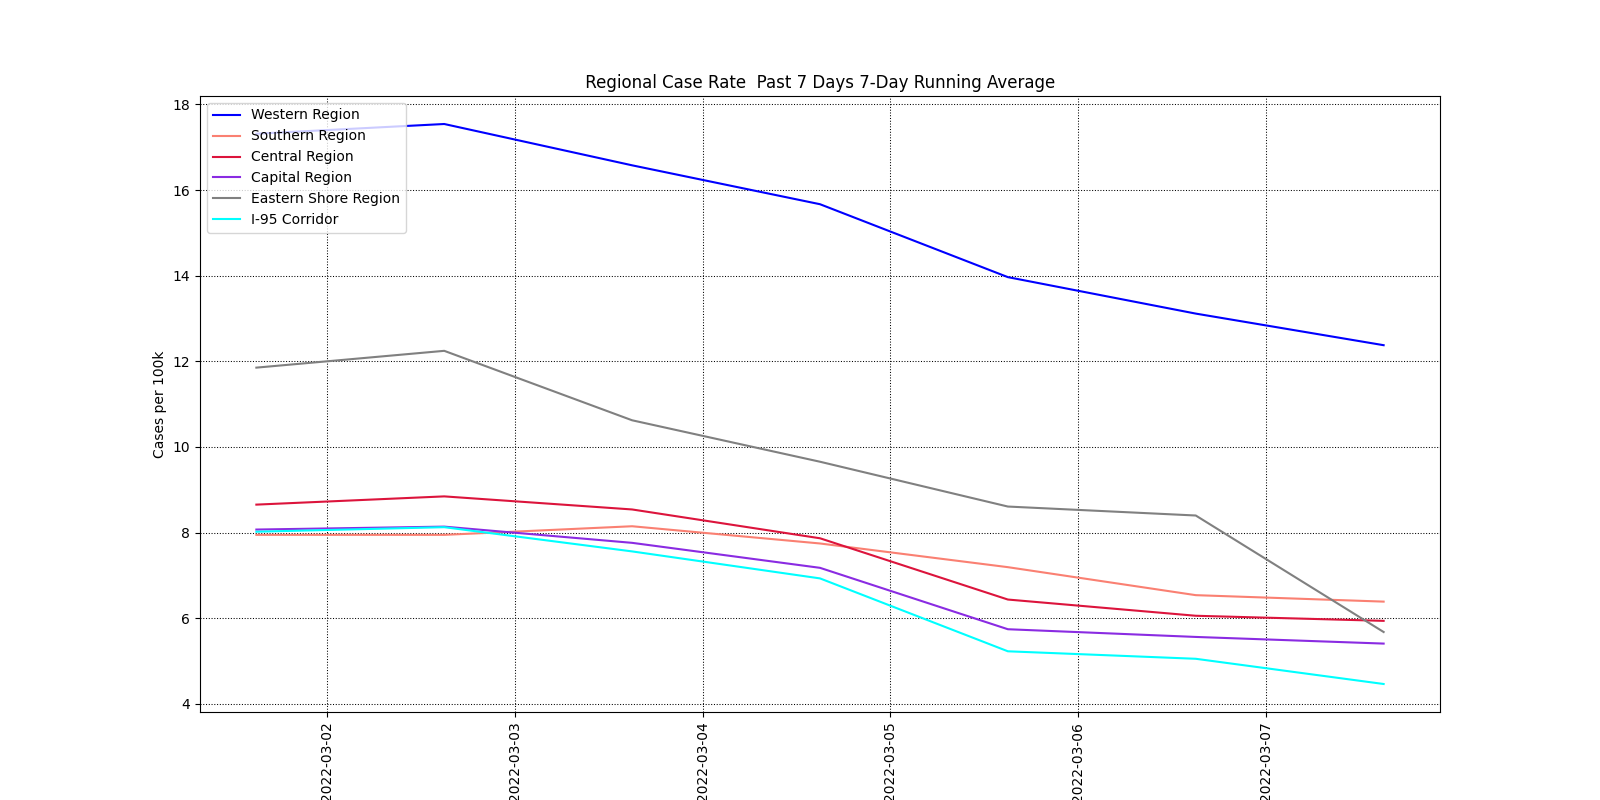 Regional Case Rate  Past 7 Days 7-Day Running Average
18
16
14
12
10
8
6
4
Cases per 100k
Western Region
Southern Region
Central Region
Capital Region
Eastern Shore Region
I-95 Corridor
2022-03-02
2022-03-03
2022-03-04
2022-03-05
2022-03-06
2022-03-07